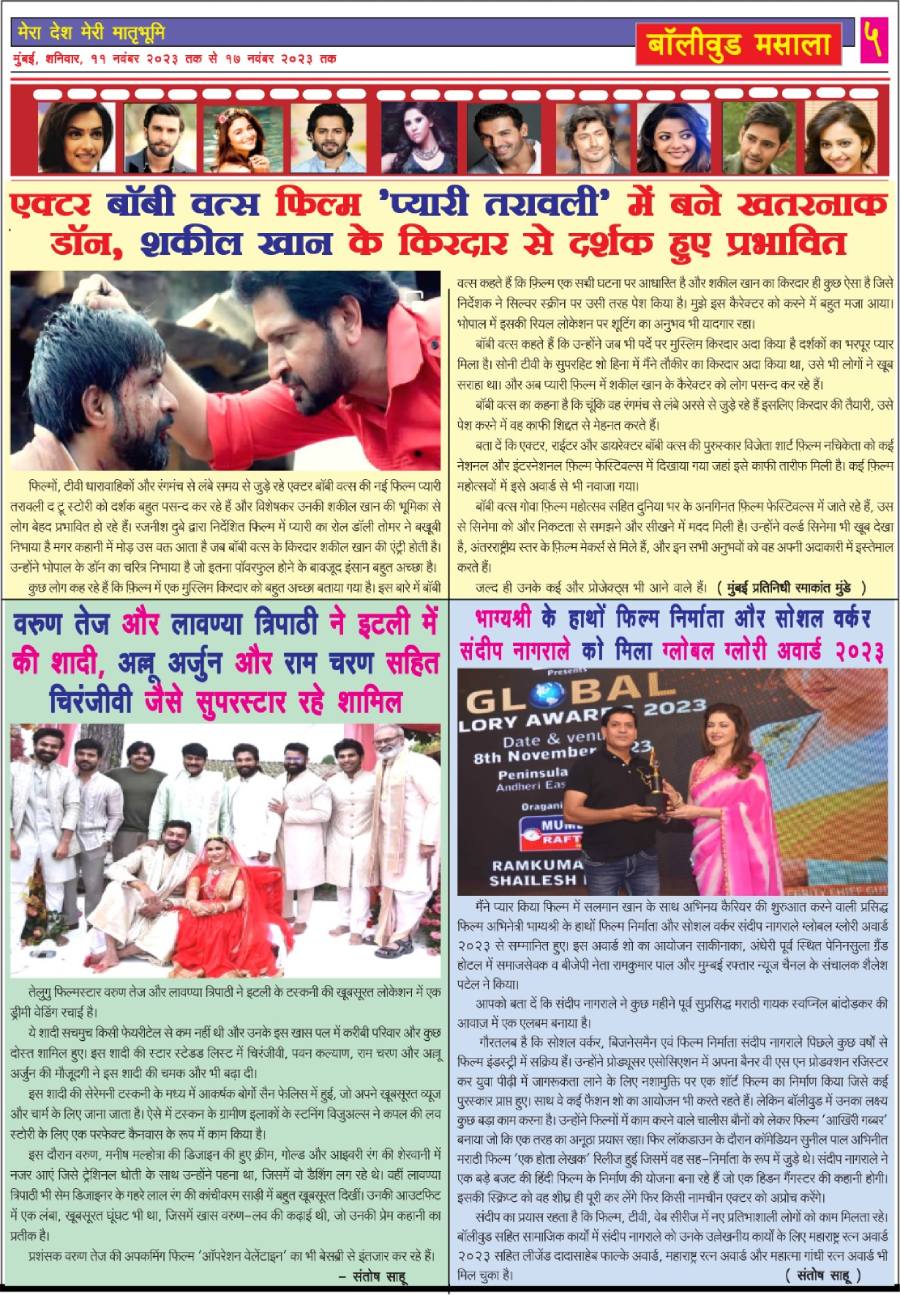 मेरा देश मेरी मातृभूमि
मुंबई, शनिवार, ११ नवंबर २०२३ तक से १७ नवंबर २०२३ तक
बॉलीवुड मसाला
५
एक्टर बॉबी वत्स फिल्म 'प्यारी तरावली' में बने खतरनाक
डॉन, शकील खान के किरदार से दर्शक हुए प्रभावित
फिल्मों, टीवी धारावाहिकों और रंगमंच से लंबे समय से जुड़े रहे एक्टर बॉबी वत्स की नई फिल्म प्यारी
तरावली द टू स्टोरी को दर्शक बहुत पसन्द कर रहे हैं और विशेषकर उनकी शकील खान की भूमिका से
लोग बेहद प्रभावित हो रहे हैं। रजनीश दुबे द्वारा निर्देशित फिल्म में प्यारी का रोल डॉली तोमर ने बखूबी
निभाया है मगर कहानी में मोड़ उस वक्त आता है जब बॉबी वत्स के किरदार शकील खान की एंट्री होती है।
उन्होंने भोपाल के डॉन का चरित्र निभाया है जो इतना पॉवरफुल होने के बावजूद इंसान बहुत अच्छा है।
कुछ लोग कह रहे हैं कि फिल्म में एक मुस्लिम किरदार को बहुत अच्छा बताया गया है। इस बारे में बॉबी
वत्स कहते हैं कि फ़िल्म एक सच्ची घटना पर आधारित है और शकील खान का किरदार ही कुछ ऐसा है जिसे
निर्देशक ने सिल्वर स्क्रीन पर उसी तरह पेश किया है। मुझे इस कैरेक्टर को करने में बहुत मजा आया।
भोपाल में इसकी रियल लोकेशन पर शूटिंग का अनुभव भी यादगार रहा।
बॉबी वत्स कहते हैं कि उन्होंने जब भी पर्दे पर मुस्लिम किरदार अदा किया है दर्शकों का भरपूर प्यार
मिला है। सोनी टीवी के सुपरहिट शो हिना में मैंने तौकीर का किरदार अदा किया था, उसे भी लोगों ने खूब
सराहा था। और अब प्यारी फ़िल्म में शकील खान के कैरेक्टर को लोग पसन्द कर रहे हैं।
बॉबी वत्स का कहना है कि चूंकि वह रंगमंच से लंबे अरसे से जुड़े रहे हैं इसलिए किरदार की तैयारी, उसे
पेश करने में वह काफी शिद्दत से मेहनत करते हैं।
बता दें कि एक्टर, राईटर और डायरेक्टर बॉबी वत्स की पुरुस्कार विजेता शार्ट फिल्म नचिकेता को कई
नेशनल और इंटरनेशनल फ़िल्म फेस्टिवल्स में दिखाया गया जहां इसे काफी तारीफ मिली है। कई फ़िल्म
महोत्सवों में इसे अवार्ड से भी नवाजा गया।
बॉबी वत्स गोवा फ़िल्म महोत्सव सहित दुनिया भर के अनगिनत फ़िल्म फेस्टिवल्स में जाते रहे हैं, उस
से सिनेमा को और निकटता से समझने और सीखने में मदद मिली है। उन्होंने वर्ल्ड सिनेमा भी खूब देखा
है, अंतरराष्ट्रीय स्तर के फ़िल्म मेकर्स से मिले हैं, और इन सभी अनुभवों को वह अपनी अदाकारी में इस्तेमाल
करते हैं।
जल्द ही उनके कई और प्रोजेक्ट्स भी आने वाले हैं। ( मुंबई प्रतिनिधी रमाकांत मुंडे )
वरुण तेज और लावण्या त्रिपाठी ने इटली में
की शादी, अल्लू अर्जुन और राम चरण सहित
चिरंजीवी जैसे सुपरस्टार रहे शामिल
तेलुगु फिल्मस्टार वरुण तेज और लावण्या त्रिपाठी ने इटली के टस्कनी की खूबसूरत लोकेशन में एक
ड्रीमी वेडिंग रचाई है।
ये शादी सचमुच किसी फेयरीटेल से कम नहीं थी और उनके इस खास पल में करीबी परिवार और कुछ
दोस्त शामिल हुए। इस शादी की स्टार स्टेडड लिस्ट में चिरंजीवी, पवन कल्याण, राम चरण और अल्लू
अर्जुन की मौजूदगी ने इस शादी की चमक और भी बढ़ा दी।
इस शादी की सेरेमनी टस्कनी के मध्य में आकर्षक बोर्गो सैन फेलिस में हुई, जो अपने खूबसूरत व्यूज
और चार्म के लिए जाना जाता है। ऐसे में टस्कन के ग्रामीण इलाकों के स्टनिंग विजुअल्स ने कपल की लव
स्टोरी के लिए एक परफेक्ट कैनवास के रूप में काम किया है।
इस दौरान वरुण, मनीष मल्होत्रा की डिजाइन की हुए क्रीम, गोल्ड और आइवरी रंग की शेरवानी में
नजर आएं जिसे ट्रेशिनल धोती के साथ उन्होंने पहना था, जिसमें वो डैशिंग लग रहे थे। वहीं लावण्या
त्रिपाठी भी सेम डिजाइनर के गहरे लाल रंग की कांचीवरम साड़ी में बहुत खूबसूरत दिखीं। उनकी आउटफिट
में एक लंबा, खूबसूरत घूंघट भी था, जिसमें खास वरुण-लव की कढ़ाई थी, जो उनकी प्रेम कहानी का
प्रतीक है।
प्रशंसक वरुण तेज की अपकमिंग फिल्म 'ऑपरेशन वेलेंटाइन' का भी बेसब्री से इंतजार कर रहे हैं।
- संतोष साहू
भाग्यश्री के हाथों फिल्म निर्माता और सोशल वर्कर
संदीप नागराले को मिला ग्लोबल ग्लोरी अवार्ड २०२३
Presents
GLOBAL
LORY AWARDS 2023
Date & venu
8th November, 2023
Peninsula
Andheri Eas
Oragani
MUM
RAFT
RAMKUMA
SHAILESH
मैंने प्यार किया फिल्म में सलमान खान के साथ अभिनय कैरियर की शुरुआत करने वाली प्रसिद्ध
फिल्म अभिनेत्री भाग्यश्री के हाथों फिल्म निर्माता और सोशल वर्कर संदीप नागराले ग्लोबल ग्लोरी अवार्ड
२०२३ से सम्मानित हुए। इस अवार्ड शो का आयोजन साकीनाका, अंधेरी पूर्व स्थित पेनिनसुला ग्रैंड
होटल में समाजसेवक व बीजेपी नेता रामकुमार पाल और मुम्बई रफ्तार न्यूज चैनल के संचालक शैलेश
पटेल ने किया।
आपको बता दें कि संदीप नागराले ने कुछ महीने पूर्व सुप्रसिद्ध मराठी गायक स्वप्निल बांदोड़कर की
आवाज़ में एक एलबम बनाया है।
गौरतलब है कि सोशल वर्कर, बिजनेसमैन एवं फिल्म निर्माता संदीप नागराले पिछले कुछ वर्षों से
फिल्म इंडस्ट्री में सक्रिय हैं। उन्होंने प्रोड्यूसर एसोसिएशन में अपना बैनर वी एस एन प्रोडक्शन रजिस्टर
कर युवा पीढ़ी में जागरूकता लाने के लिए नशामुक्ति पर एक शॉर्ट फिल्म का निर्माण किया जिसे कई
पुरस्कार प्राप्त हुए। साथ वे कई फैशन शो का आयोजन भी करते रहते हैं। लेकिन बॉलीवुड में उनका लक्ष्य
कुछ बड़ा काम करना है। उन्होंने फिल्मों में काम करने वाले चालीस बौनों को लेकर फिल्म 'आखिरी गब्बर'
बनाया जो कि एक तरह का अनूठा प्रयास रहा। फिर लॉकडाउन के दौरान कॉमेडियन सुनील पाल अभिनीत
मराठी फिल्म 'एक होता लेखक' रिलीज हुई जिसमें वह सह-निर्माता के रूप में जुड़े थे। संदीप नागराले ने
एक बड़े बजट की हिंदी फिल्म के निर्माण की योजना बना रहे हैं जो एक हिडन गैंगस्टर की कहानी होगी।
इसकी स्क्रिप्ट को वह शीघ्र ही पूरी कर लेंगे फिर किसी नामचीन एक्टर को अप्रोच करेंगे।
संदीप का प्रयास रहता है कि फिल्म, टीवी, वेब सीरीज में नए प्रतिभाशाली लोगों को काम मिलता रहे।
बॉलीवुड सहित सामाजिक कार्यों में संदीप नागराले को उनके उल्लेखनीय कार्यों के लिए महाराष्ट्र रत्न अवार्ड
२०२३ सहित लीजेंड दादासाहेब फाल्के अवार्ड, महाराष्ट्र रत्न अवार्ड और महात्मा गांधी रत्न अवार्ड भी
मिल चुका है। ( संतोष साहू )